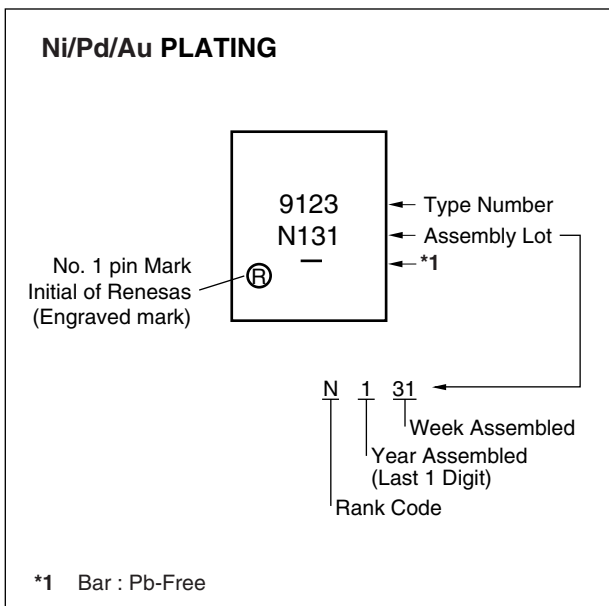 Ni/Pd/Au PLATING
9123
N131
—
Type Number
Assembly Lot
*1
No. 1 pin Mark
Initial of Renesas
(Engraved mark)
R
N 1 31
Week Assembled
Year Assembled
(Last 1 Digit)
Rank Code
*1 Bar : Pb-Free